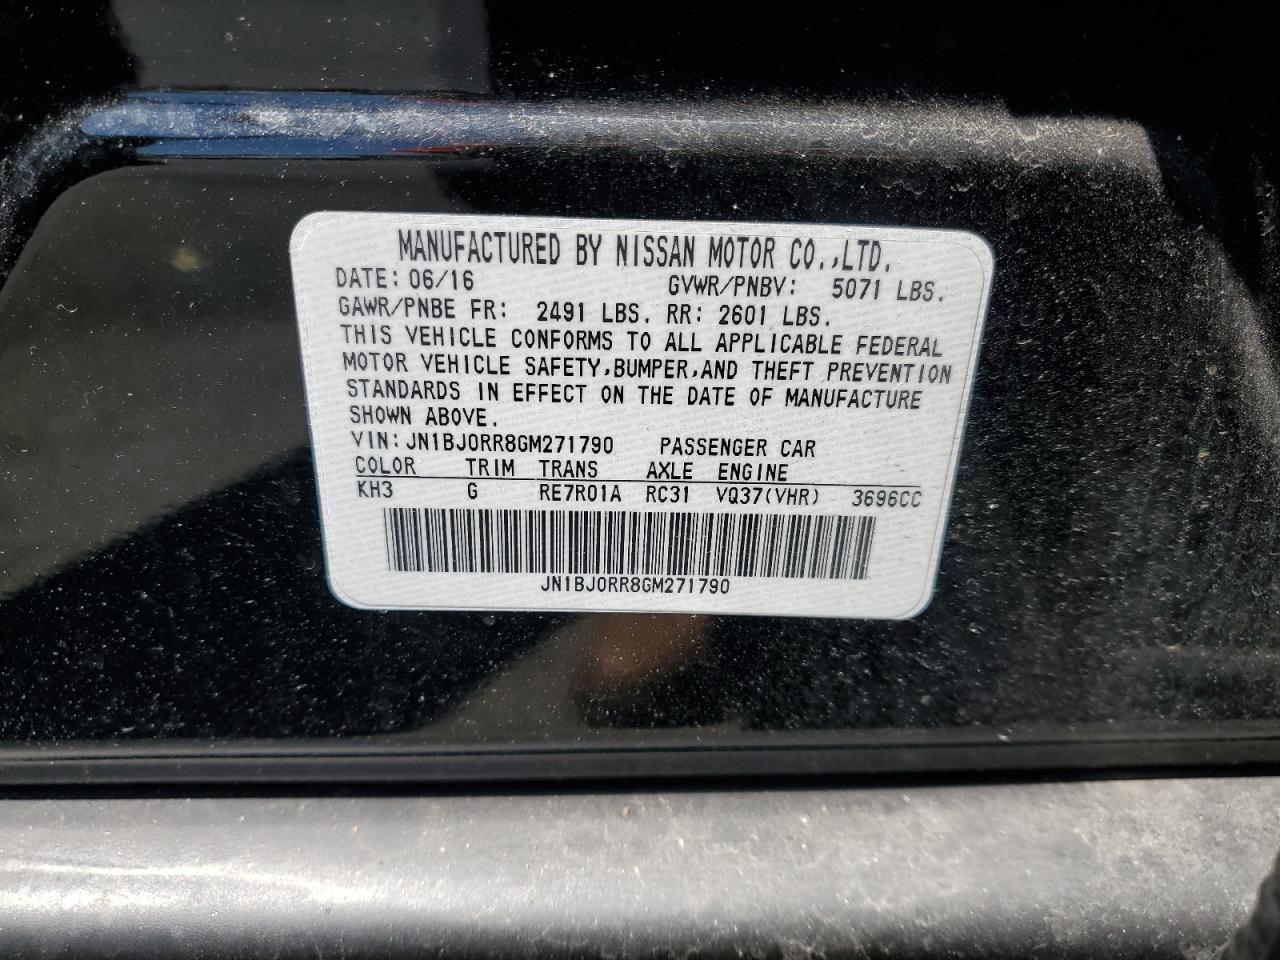 MANUFACTURED BY NISSAN MOTOR CO.,LTD.
DATE: 06/16 GVWR/PNBV: 5071 LBS.
GAWR/PNBE FR: 2491 LBS. RR: 2601 LBS.
THIS VEHICLE CONFORMS TO ALL APPLICABLE FEDERAL
MOTOR VEHICLE SAFETY,BUMPER,AND THEFT PREVENTION
STANDARDS IN EFFECT ON THE DATE OF MANUFACTURE
SHOWN ABOVE.
VIN: JN1BJ0RR8GM271790 PASSENGER CAR
COLOR TRIM TRANS AXLE ENGINE
KH3 G RE7R01A RC31 VQ37(VHR) 3696CC
JN1BJ0RR8GM271790